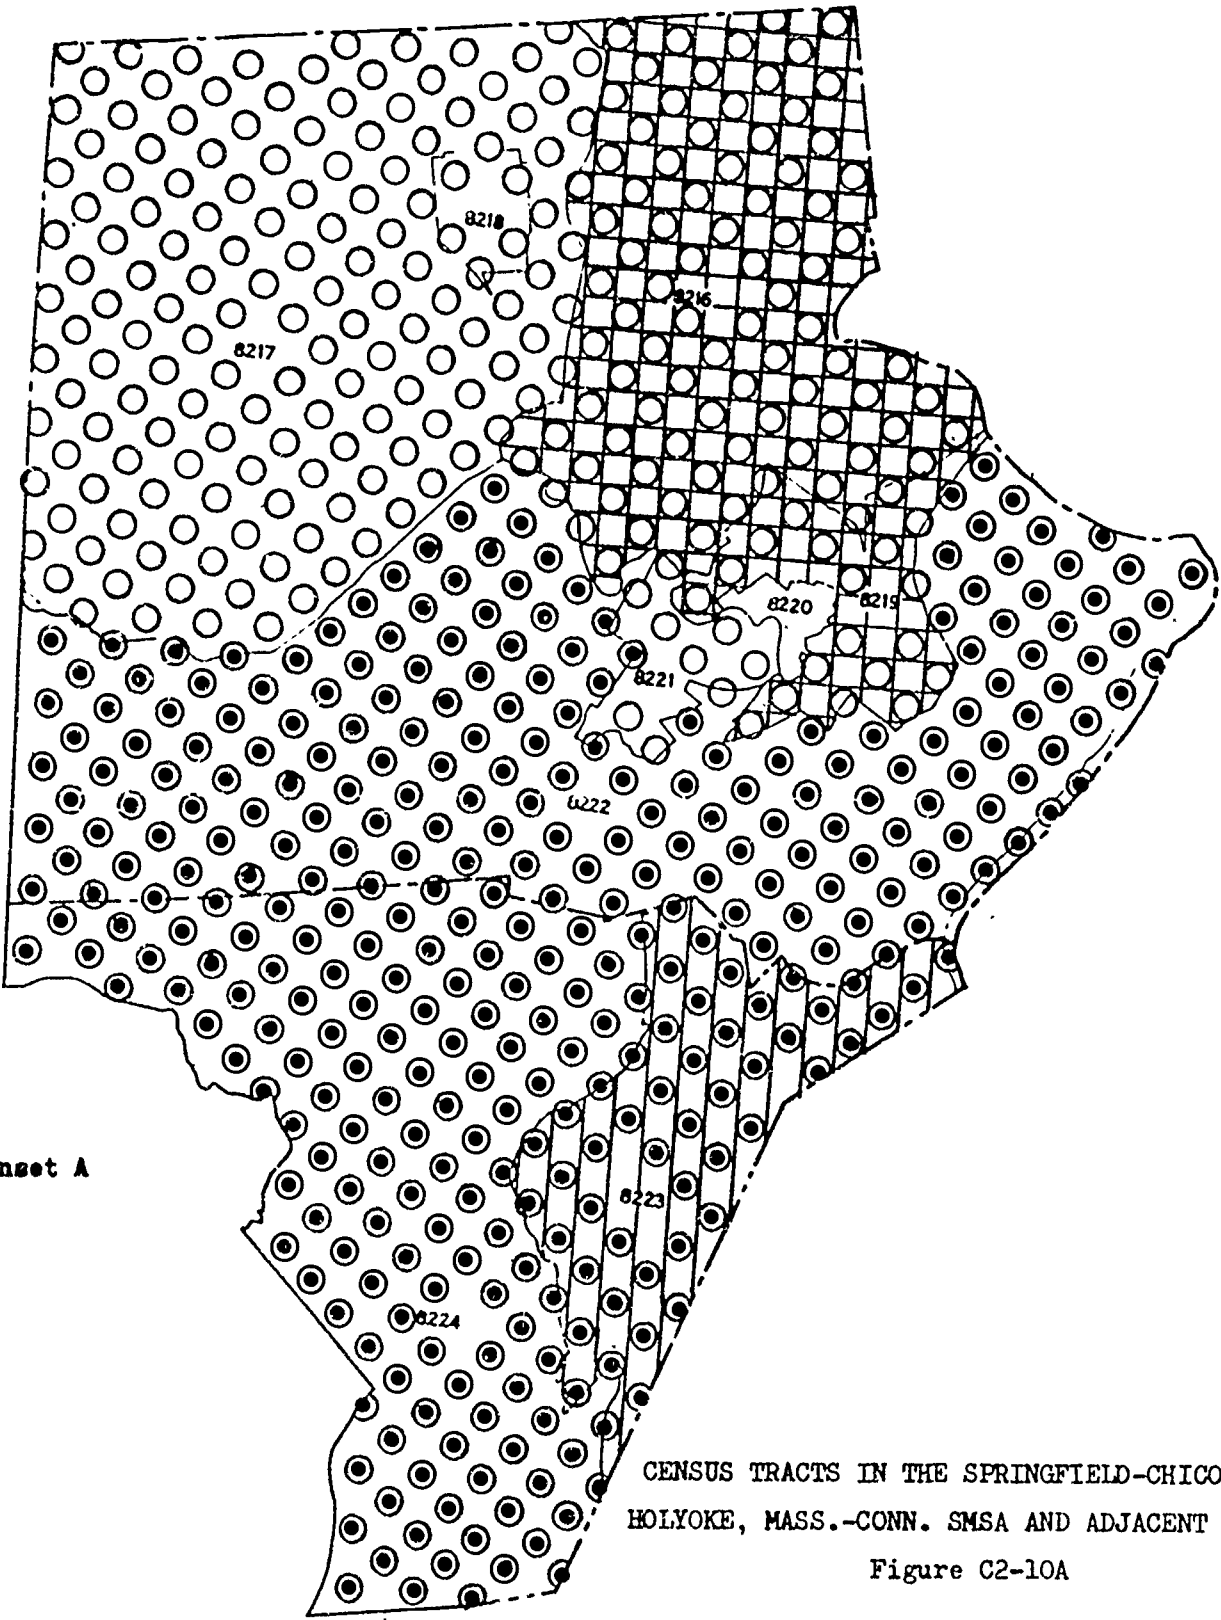 8218
8216
8217
8220
8219
8221
8222
nset A
8223
8224
CENSUS TRACTS IN THE SPRINGFIELD-CHICO
HOLYOKE, MASS.-CONN. SMSA AND ADJACENT
Figure C2-10A